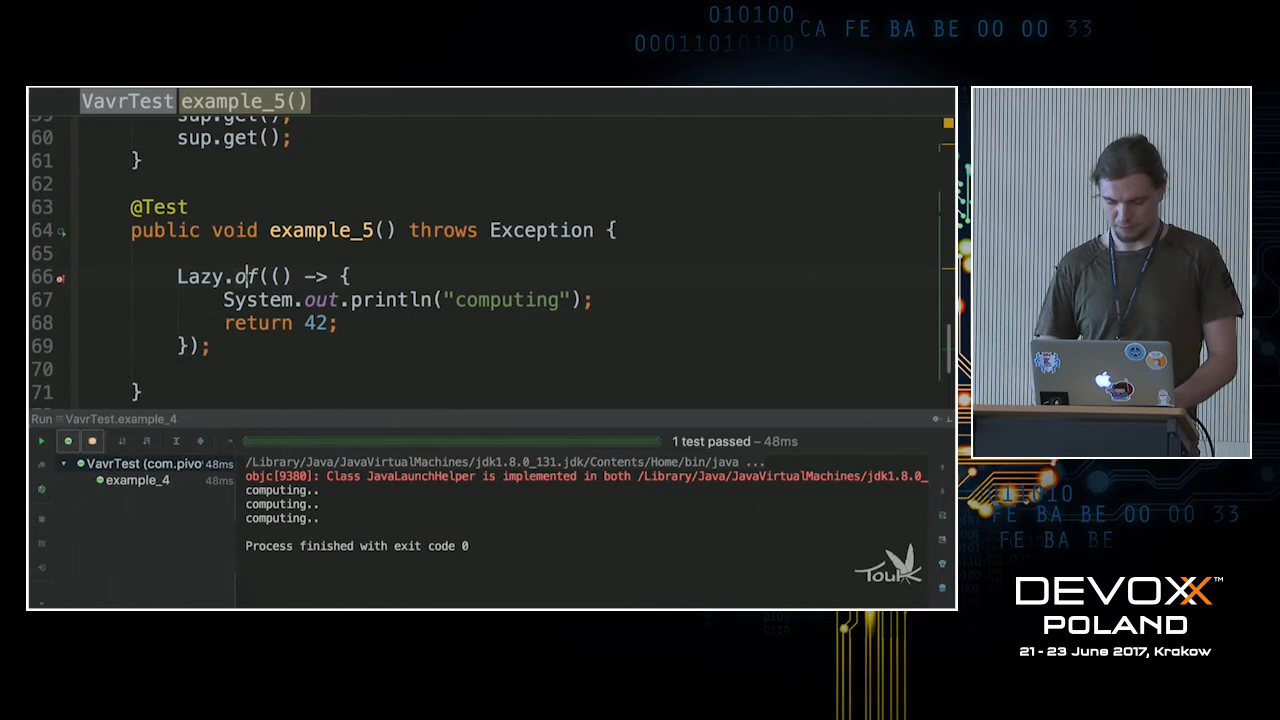 010100
00011010100
CA FE BA BE 00 00 33
VavrTest example_5()
59 sup.get();
60 sup.get();
61 }
62
63 @Test
64 public void example_5() throws Exception {
65
66 Lazy.of(() -> {
67 System.out.println("computing");
68 return 42;
69 });
70
71 }
Run VavrTest.example_4
1 test passed – 48ms
VavrTest (com.pivo 48ms
example_4 48ms
/Library/Java/JavaVirtualMachines/jdk1.8.0_131.jdk/Contents/Home/bin/java ...
objc[9380]: Class JavaLaunchHelper is implemented in both /Library/Java/JavaVirtualMachines/jdk1.8.0_
computing..
computing..
computing..
Process finished with exit code 0
Touk
011010
FE BA BE 00 00 33
FE BA BE
DEVOXX™
POLAND
21 - 23 June 2017, Krakow